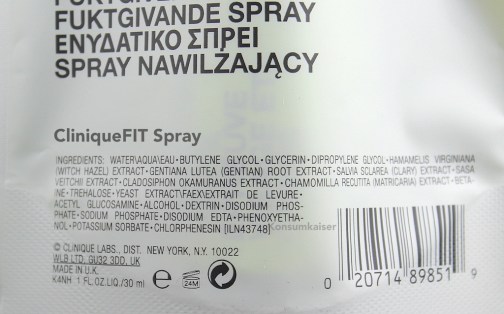 FUKTGIVANDE SPRAY
ΕΝΥΔΑΤΙΚΟ ΣΠΡΕΙ
SPRAY NAWILŻAJĄCY
CliniqueFIT Spray
INGREDIENTS: WATER\AQUA\EAU•BUTYLENE GLYCOL•GLYCERIN•DIPROPYLENE GLYCOL•HAMAMELIS VIRGINIANA
(WITCH HAZEL) EXTRACT•GENTIANA LUTEA (GENTIAN) ROOT EXTRACT•SALVIA SCLAREA (CLARY) EXTRACT•SASA
VEITCHII EXTRACT•CLADOSIPHON OKAMURANUS EXTRACT•CHAMOMILLA RECUTITA (MATRICARIA) EXTRACT•BETA-
INE•TREHALOSE•YEAST EXTRACT\FAEX\EXTRAIT DE LEVURE•
ACETYL GLUCOSAMINE•ALCOHOL•DEXTRIN•DISODIUM PHOS-
PHATE•SODIUM PHOSPHATE•DISODIUM EDTA•PHENOXYETHA-
NOL•POTASSIUM SORBATE•CHLORPHENESIN [ILN43748]
Konsumkaiser
© CLINIQUE LABS., DIST. NEW YORK, N.Y. 10022
WLB LTD, GU32 3DD, UK
MADE IN U.K.
K4NH 1 FL.OZ.LIQ./30 ml
e
24M
0 20714 89851 9